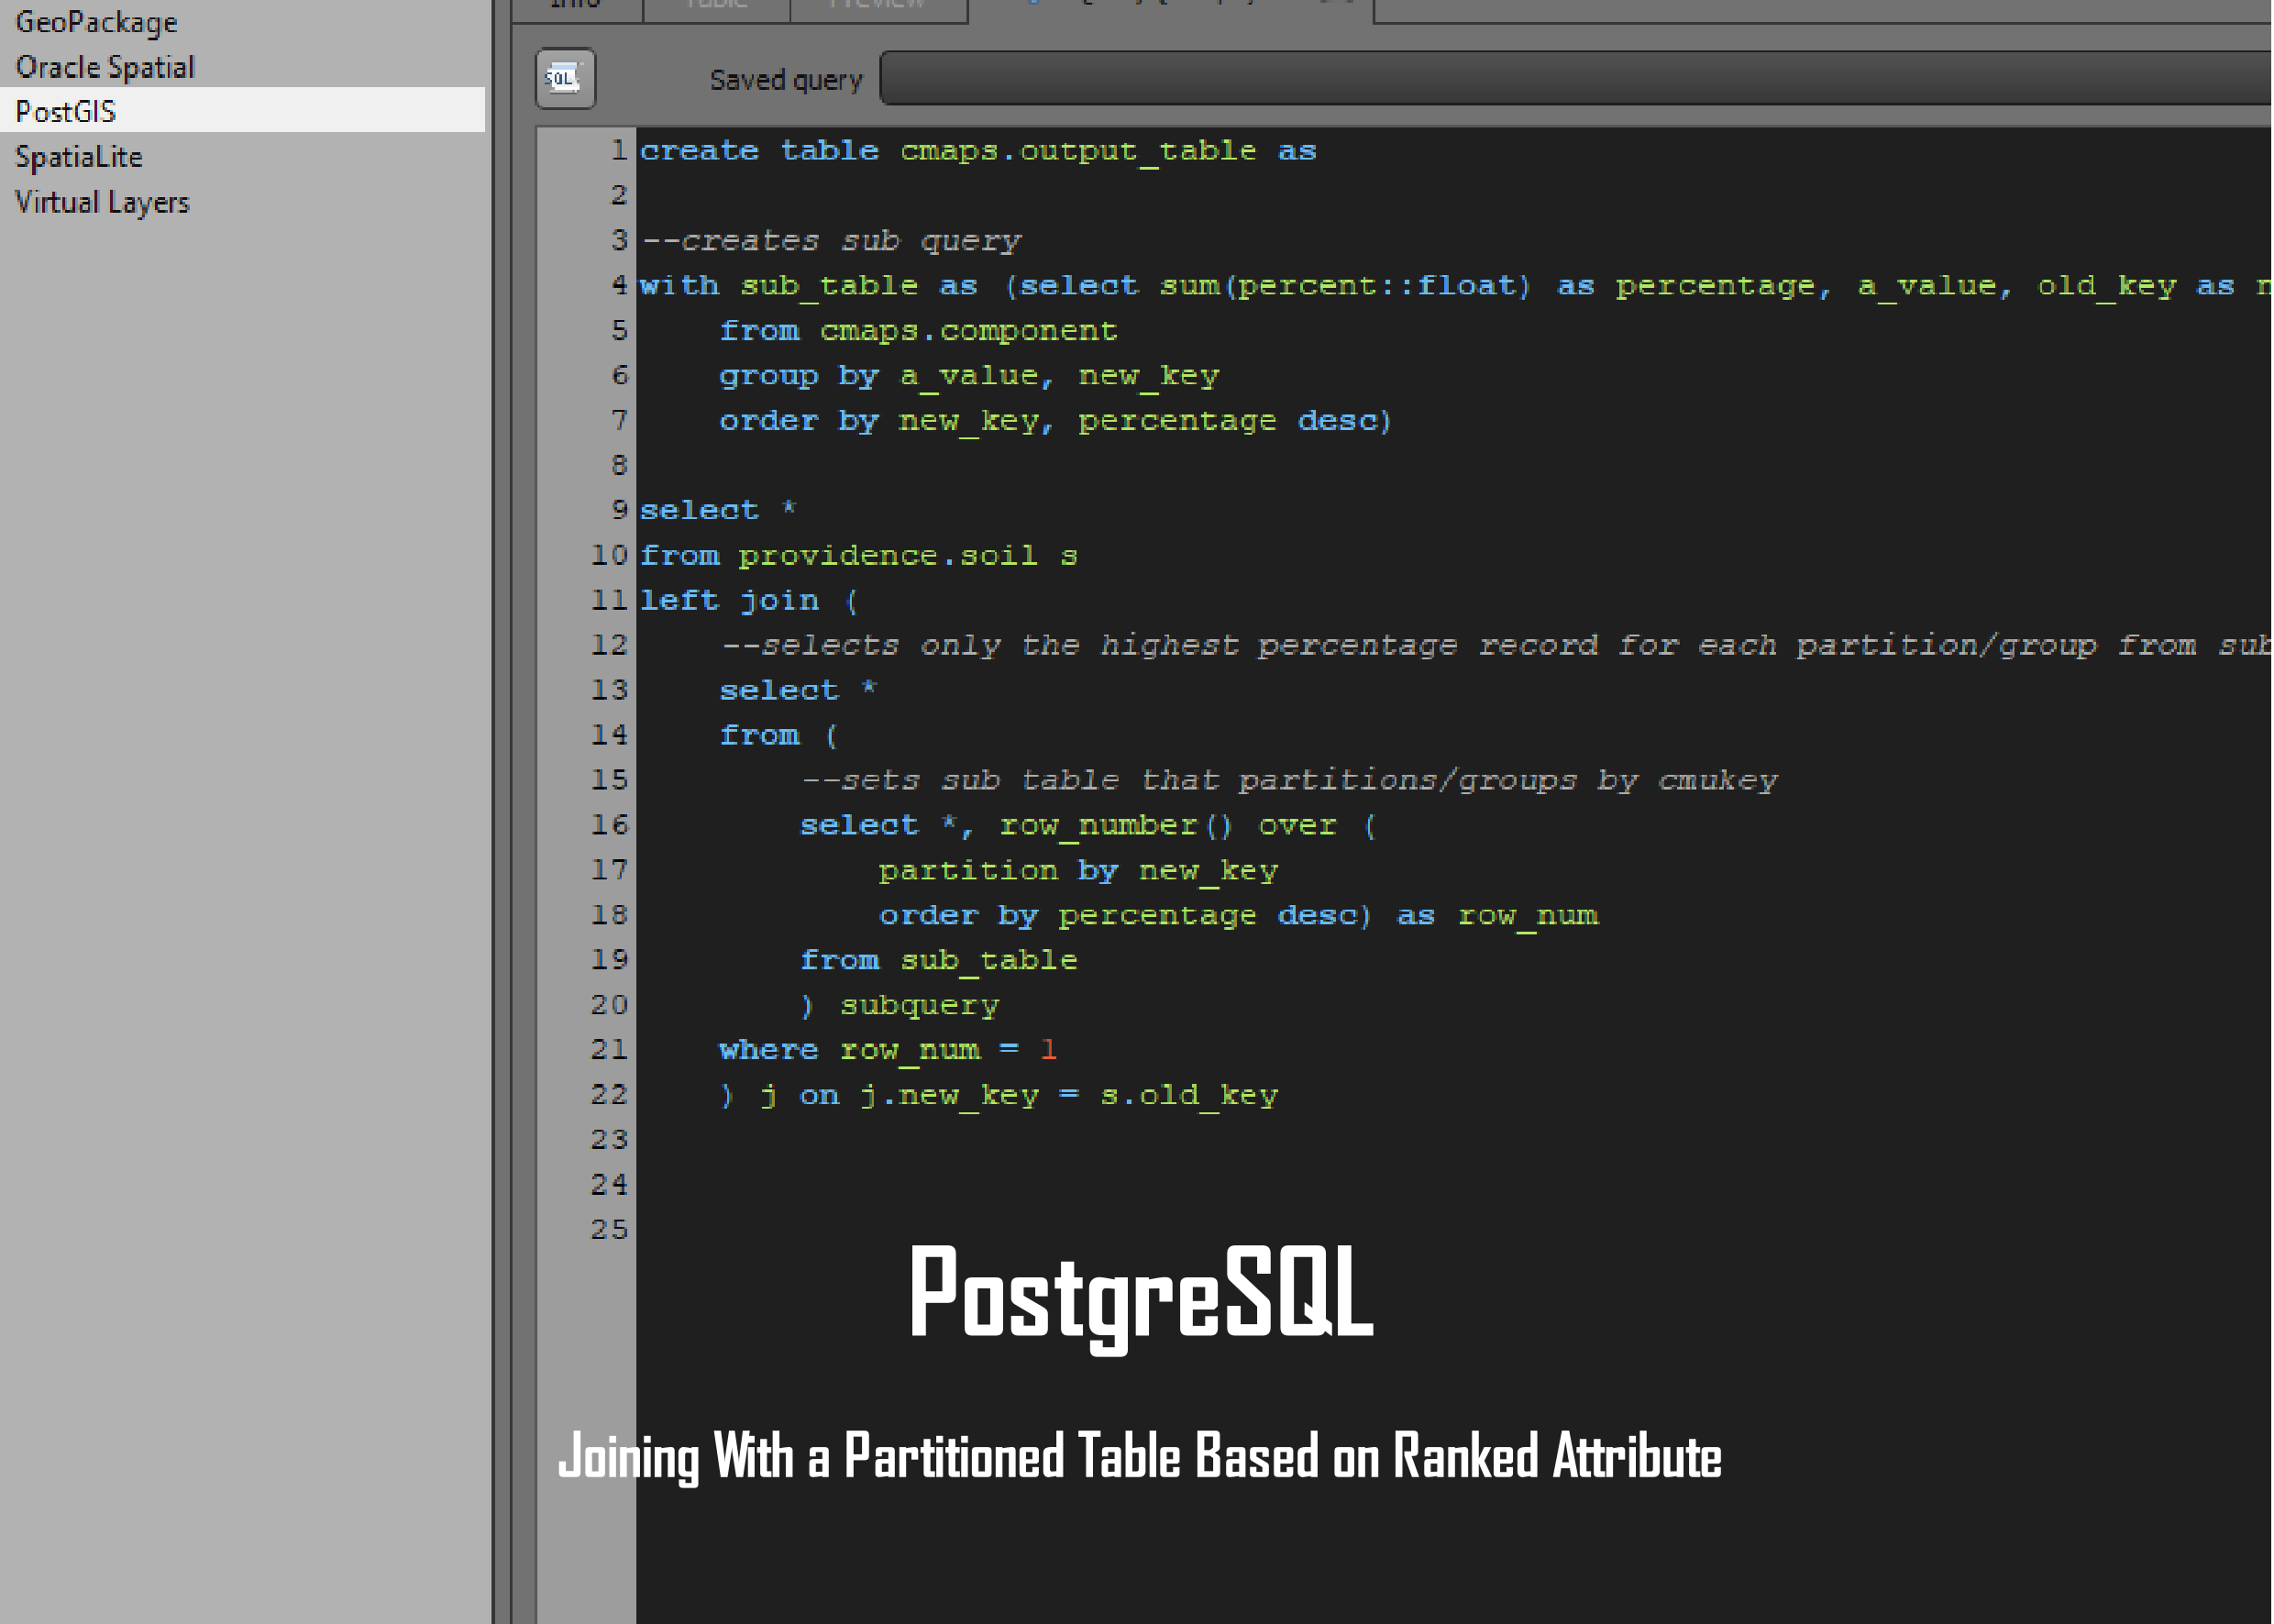 GeoPackage
Oracle Spatial
PostGIS
SpatiaLite
Virtual Layers
Info Table Preview
SQL
Saved query
1 create table cmaps.output_table as
2
3 --creates sub query
4 with sub_table as (select sum(percent::float) as percentage, a_value, old_key as n
5 from cmaps.component
6 group by a_value, new_key
7 order by new_key, percentage desc)
8
9 select *
10 from providence.soil s
11 left join (
12 --selects only the highest percentage record for each partition/group from sub
13 select *
14 from (
15 --sets sub table that partitions/groups by cmukey
16 select *, row_number() over (
17 partition by new_key
18 order by percentage desc) as row_num
19 from sub_table
20 ) subquery
21 where row_num = 1
22 ) j on j.new_key = s.old_key
23
24
25
PostgreSQL
Joining With a Partitioned Table Based on Ranked Attribute